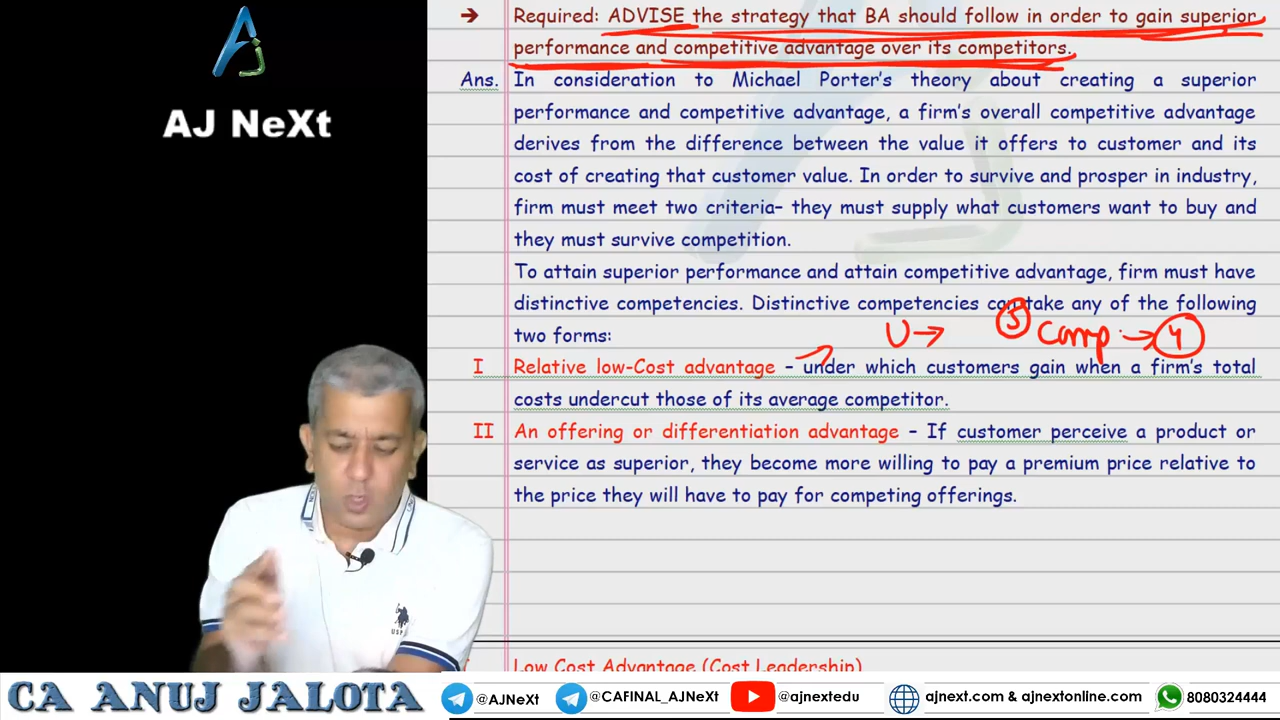 AJ NeXt
→ Required: ADVISE the strategy that BA should follow in order to gain superior
performance and competitive advantage over its competitors.
Ans. In consideration to Michael Porter's theory about creating a superior
performance and competitive advantage, a firm's overall competitive advantage
derives from the difference between the value it offers to customer and its
cost of creating that customer value. In order to survive and prosper in industry,
firm must meet two criteria– they must supply what customers want to buy and
they must survive competition.
To attain superior performance and attain competitive advantage, firm must have
distinctive competencies. Distinctive competencies can take any of the following
two forms:
U → Comp → 4
I Relative low-Cost advantage – under which customers gain when a firm's total
costs undercut those of its average competitor.
II An offering or differentiation advantage – If customer perceive a product or
service as superior, they become more willing to pay a premium price relative to
the price they will have to pay for competing offerings.
Low Cost Advantage (Cost Leadership)
USP
CA ANUJ JALOTA @AJNeXt @CAFINAL_AJNeXt @ajnextedu ajnext.com & ajnextonline.com 8080324444